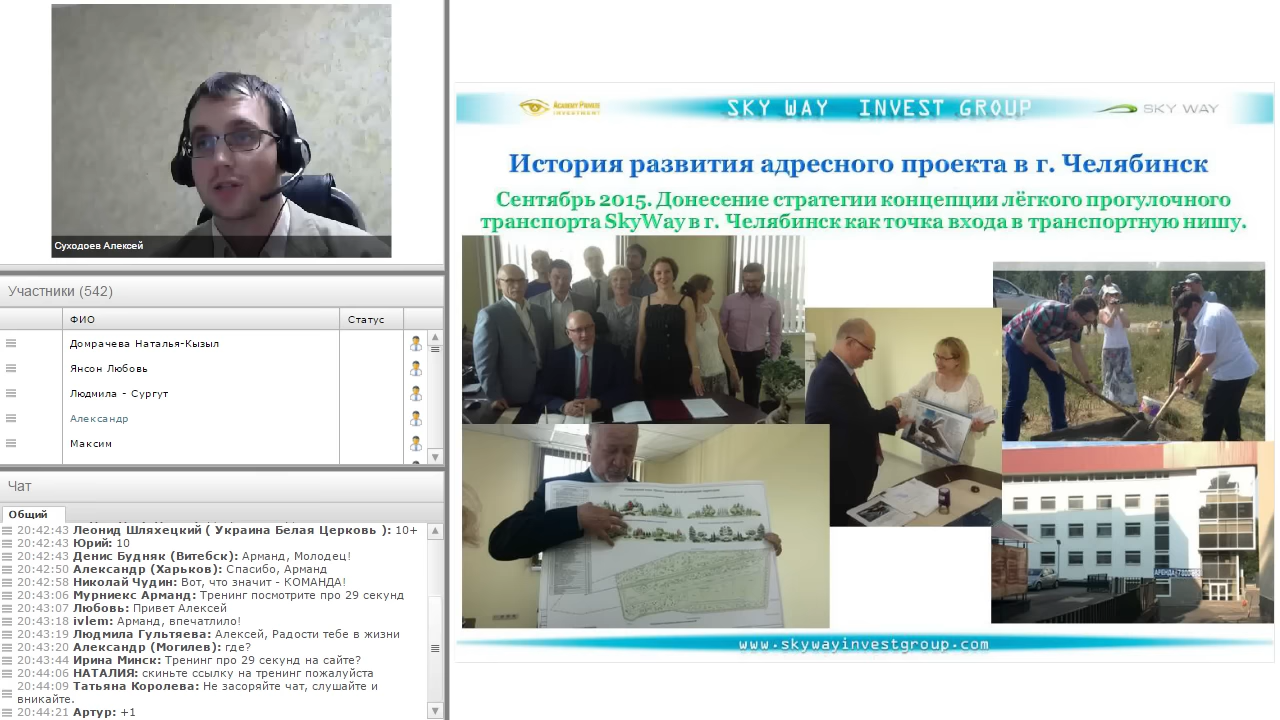 Суходоев Алексей
Участники (542)
ФИО
Статус
Домрачева Наталья-Кызыл
Янсон Любовь
Людмила - Сургут
Александр
Максим
Чат
Общий
20:42:43 Леонид Шляхецкий ( Украина Белая Церковь ): 10+
20:42:43 Юрий: 10
20:42:43 Денис Будняк (Витебск): Арманд, Молодец!
20:42:50 Александр (Харьков): Спасибо, Арманд
20:42:58 Николай Чудин: Вот, что значит - КОМАНДА!
20:43:06 Мурниекс Арманд: Тренинг посмотрите про 29 секунд
20:43:07 Любовь: Привет Алексей
20:43:18 ivlem: Арманд, впечатлило!
20:43:19 Людмила Гультяева: Алексей, Радости тебе в жизни
20:43:20 Александр (Могилев): где?
20:43:44 Ирина Минск: Тренинг про 29 секунд на сайте?
20:44:06 НАТАЛИЯ: скиньте ссылку на тренинг пожалуйста
20:44:09 Татьяна Королева: Не засоряйте чат, слушайте и
вникайте.
20:44:21 Артур: +1
ACADEMY PRIVATE
INVESTMENT
SKY WAY INVEST GROUP
SKY WAY
История развития адресного проекта в г. Челябинск
Сентябрь 2015. Донесение стратегии концепции лёгкого прогулочного
транспорта SkyWay в г. Челябинск как точка входа в транспортную нишу.
АРЕНДА
www.skywayinvestgroup.com